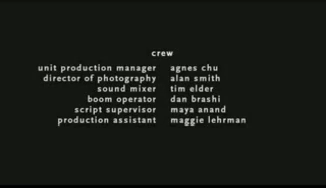 crew
unit production manager agnes chu
director of photography alan smith
sound mixer tim elder
boom operator dan brashi
script supervisor maya anand
production assistant maggie lehrman